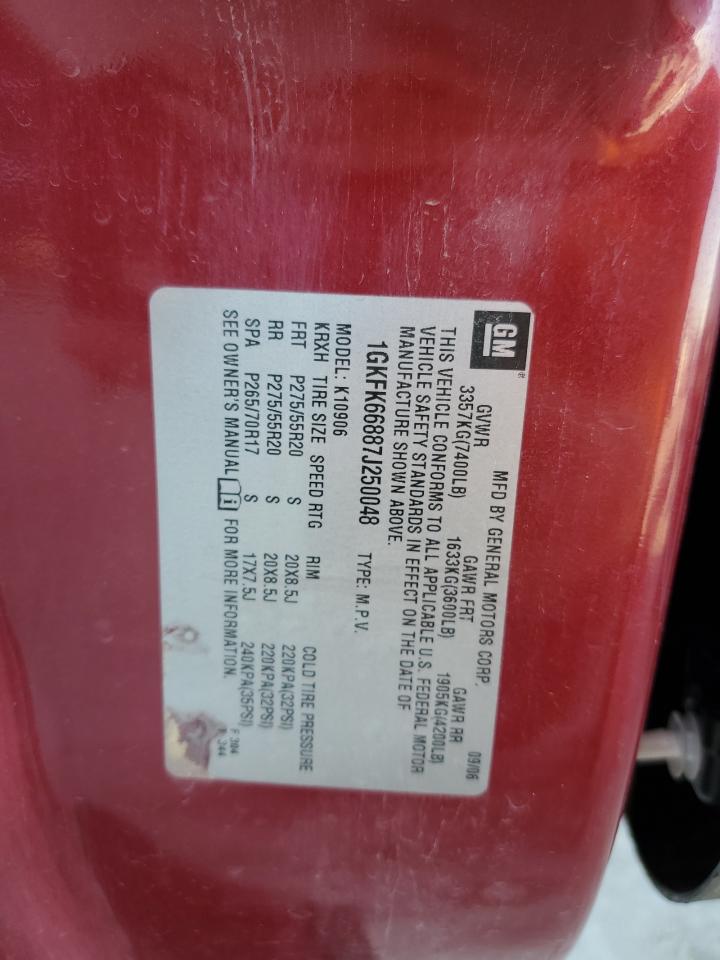 GM®
MFD BY GENERAL MOTORS CORP. 09/06
GVWR GAWR FRT GAWR RR
3357KG(7400LB) 1633KG(3600LB) 1905KG(4200LB)
THIS VEHICLE CONFORMS TO ALL APPLICABLE U.S. FEDERAL MOTOR
VEHICLE SAFETY STANDARDS IN EFFECT ON THE DATE OF
MANUFACTURE SHOWN ABOVE.
1GKFK66887J250048 TYPE: M.P.V.
MODEL: K10906
KRXH TIRE SIZE SPEED RTG RIM COLD TIRE PRESSURE
FRT P275/55R20 S 20X8.5J 220KPA(32PSI)
RR P275/55R20 S 20X8.5J 220KPA(32PSI)
SPA P265/70R17 S 17X7.5J 240KPA(35PSI)
SEE OWNER'S MANUAL i FOR MORE INFORMATION.
F 304
344